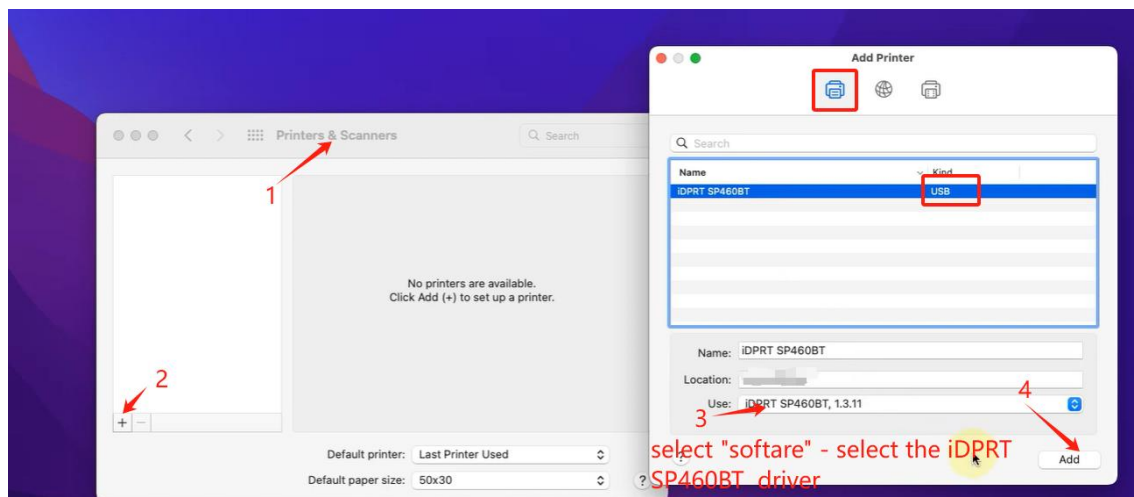 Add Printer
Printers & Scanners
Search
1
Search
Name
Kind
iDPRT SP460BT
USB
No printers are available.
Click Add (+) to set up a printer.
Name: iDPRT SP460BT
Location:
Use: iDPRT SP460BT, 1.3.11
2
3
4
+ −
select "softare" - select the iDPRT
SP460BT driver
?
Add
Default printer: Last Printer Used
Default paper size: 50x30
?